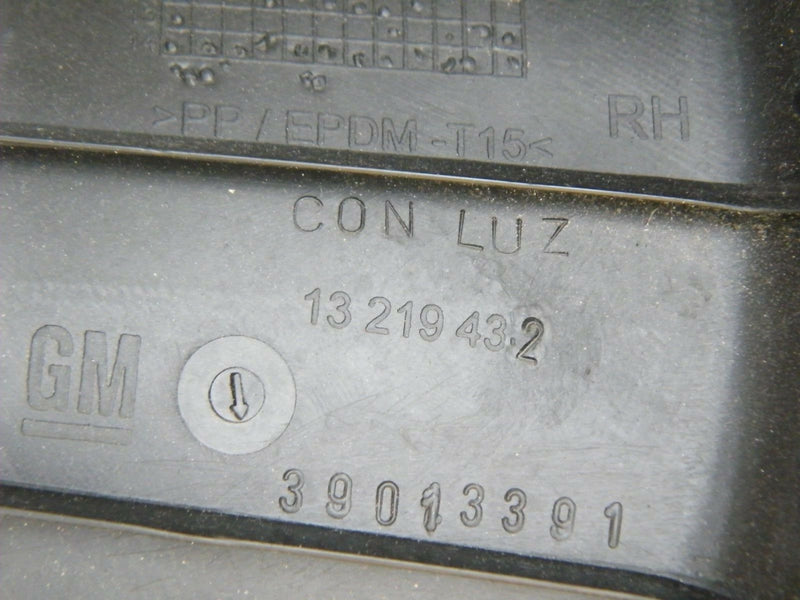 >PP / EPDM -T15<
RH
CON LUZ
13 219 43.2
GM
39013391